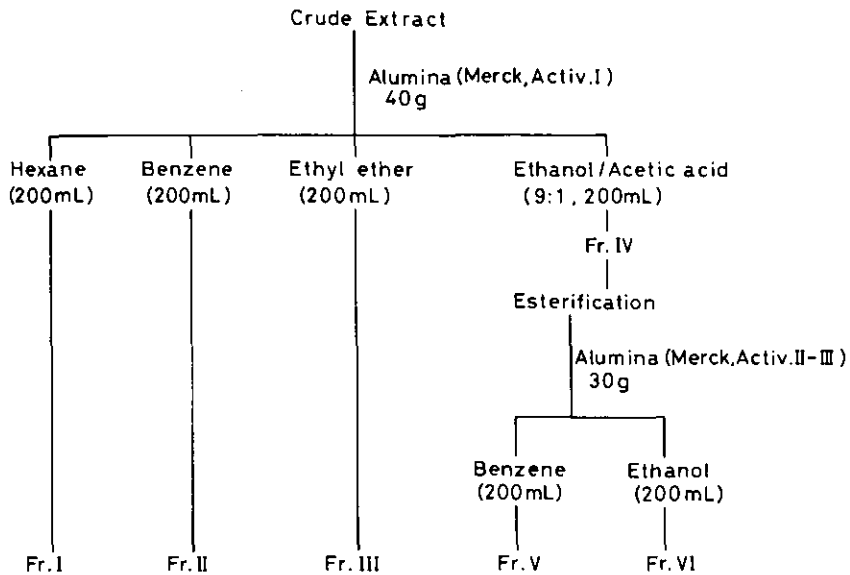 Crude Extract
Alumina (Merck, Activ. I)
40g
Hexane
(200mL)
Benzene
(200mL)
Ethyl ether
(200mL)
Ethanol/Acetic acid
(9:1, 200mL)
Fr. IV
Esterification
Alumina (Merck, Activ. II-III)
30g
Benzene
(200mL)
Ethanol
(200mL)
Fr. I
Fr. II
Fr. III
Fr. V
Fr. VI